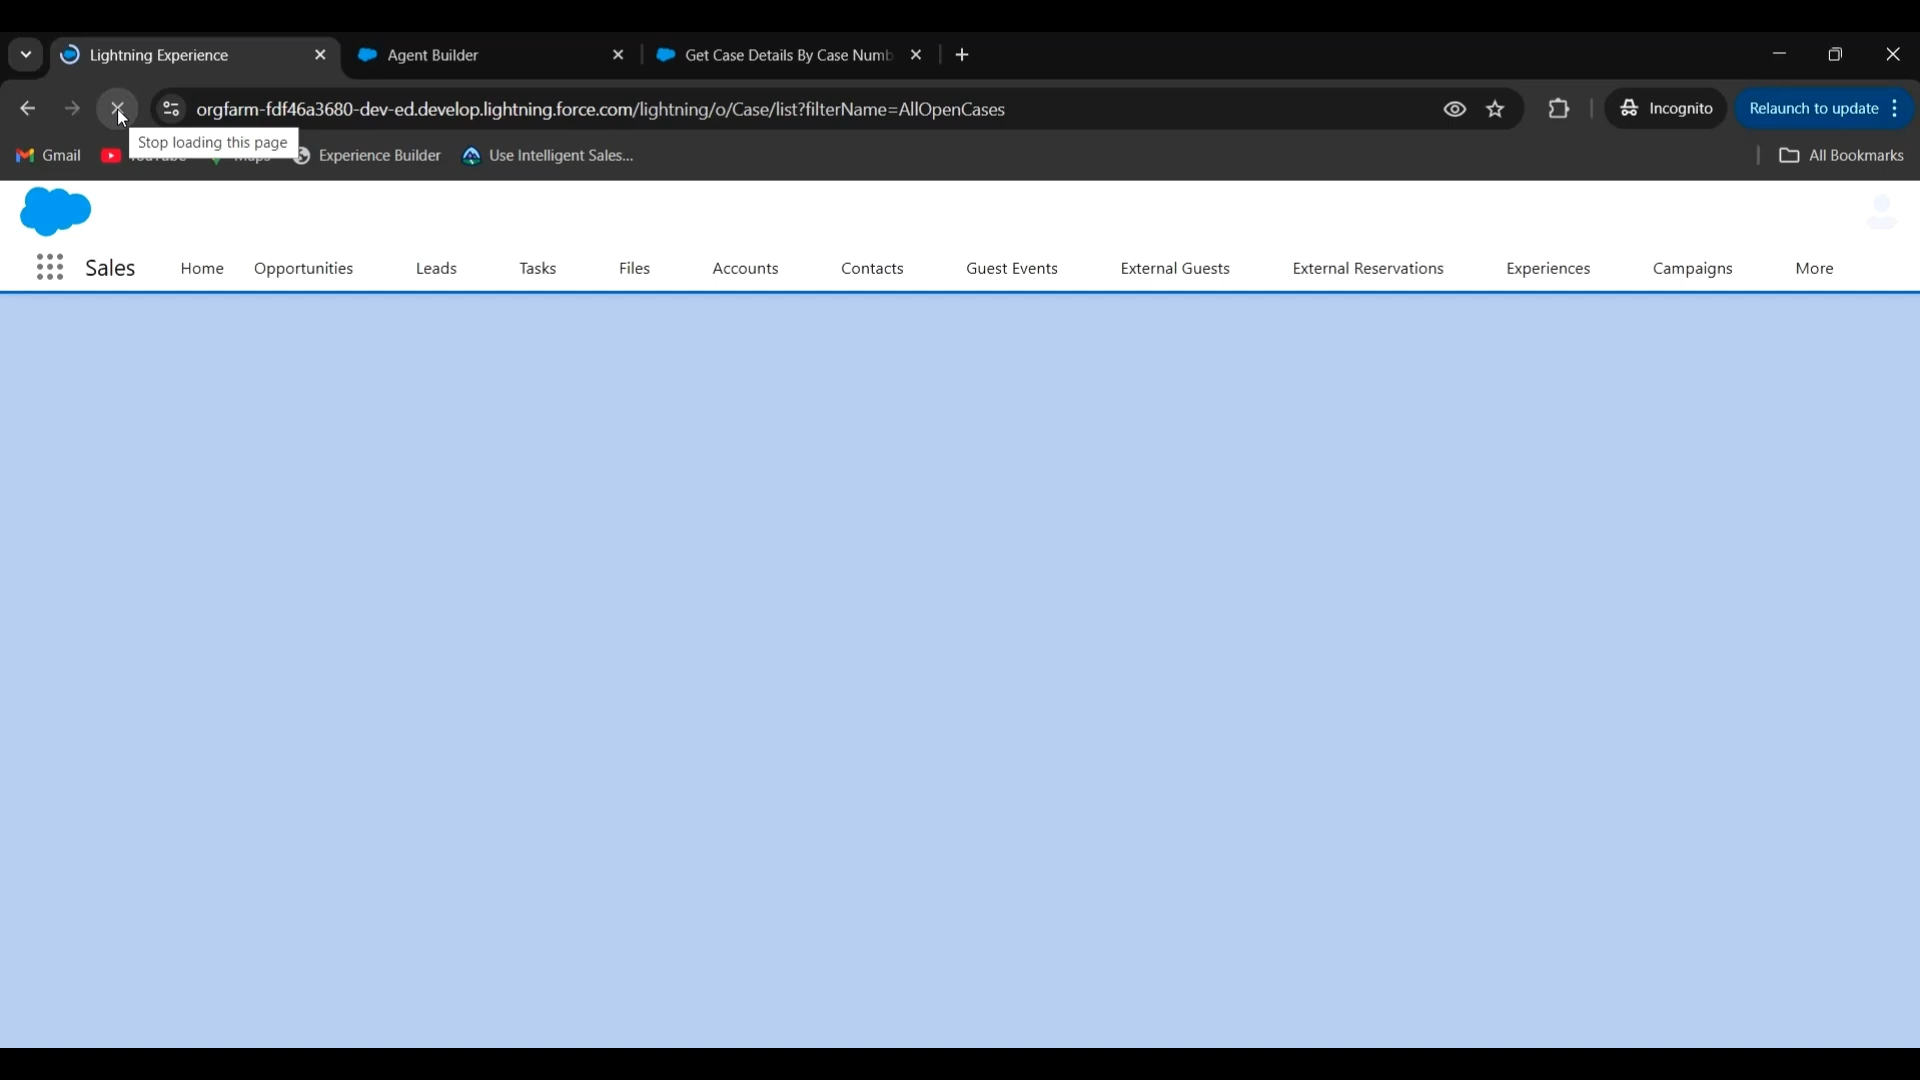 Lightning Experience
Agent Builder
Get Case Details By Case Numb
orgfarm-fdf46a3680-dev-ed.develop.lightning.force.com/lightning/o/Case/list?filterName=AllOpenCases
Incognito
Relaunch to update
Stop loading this page
Gmail
Experience Builder
Use Intelligent Sales...
All Bookmarks
Sales
Home
Opportunities
Leads
Tasks
Files
Accounts
Contacts
Guest Events
External Guests
External Reservations
Experiences
Campaigns
More